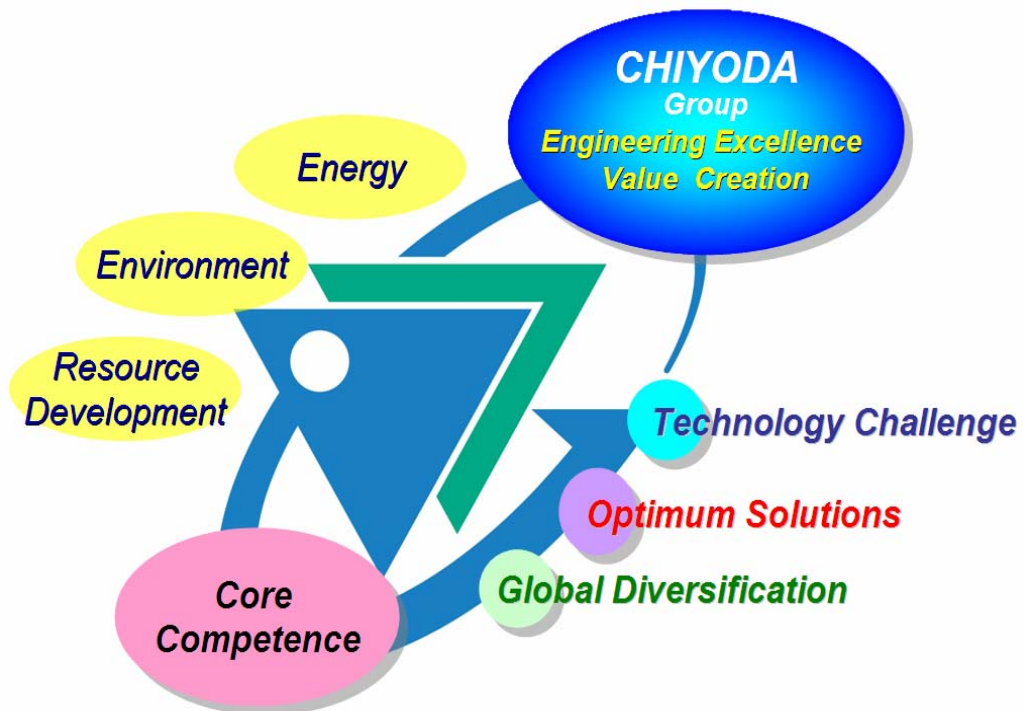 CHIYODA
Group
Engineering Excellence
Value Creation
Energy
Environment
Resource
Development
Technology Challenge
Optimum Solutions
Global Diversification
Core
Competence